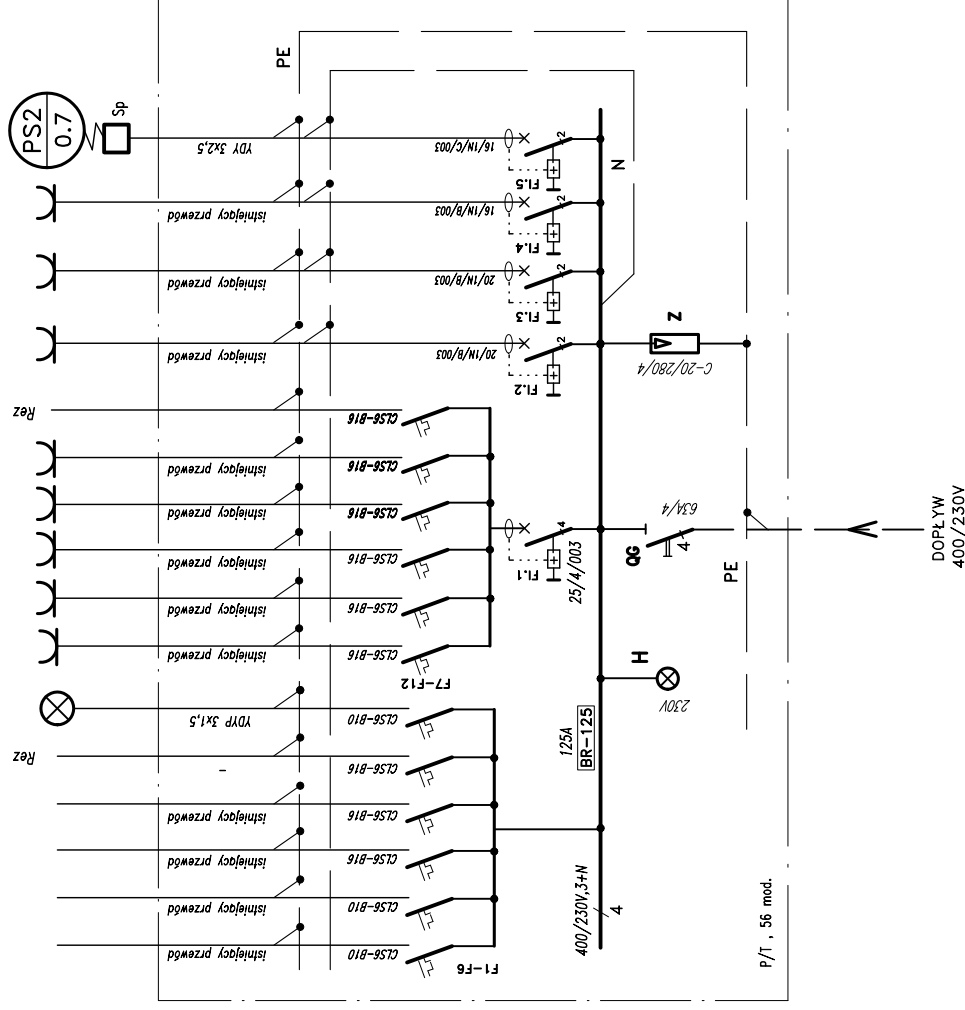 PE
PS2
0.7
Sp
YDY 3x2,5
16/1N/C/003
FI.5
2
istniejący przewód
16/1N/B/003
FI.4
2
N
istniejący przewód
20/1N/B/003
FI.3
2
istniejący przewód
20/1N/B/003
FI.2
2
Z
C-20/280/4
Rez
CLS6-B16
istniejący przewód
CLS6-B16
istniejący przewód
CLS6-B16
istniejący przewód
CLS6-B16
istniejący przewód
CLS6-B16
istniejący przewód
CLS6-B16
F7-F12
FI.1
4
25/4/003
QG
4
63A/4
PE
DOPŁYW
400/230V
H
230V
YDYP 3x1,5
CLS6-B10
Rez
-
CLS6-B16
istniejący przewód
CLS6-B16
istniejący przewód
CLS6-B16
istniejący przewód
CLS6-B10
istniejący przewód
CLS6-B10
F1-F6
125A
BR-125
400/230V,3+N
4
P/T , 56 mod.